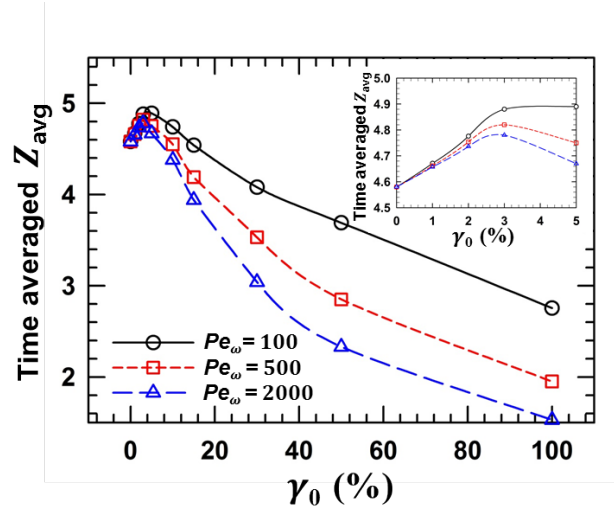 Time averaged Z_avg
5
4
3
2
0 20 40 60 80 100
γ₀ (%)
Pe_ω = 100
Pe_ω = 500
Pe_ω = 2000
Time averaged Z_avg
5.0
4.9
4.8
4.7
4.6
4.5
0 1 2 3 4 5
γ₀ (%)